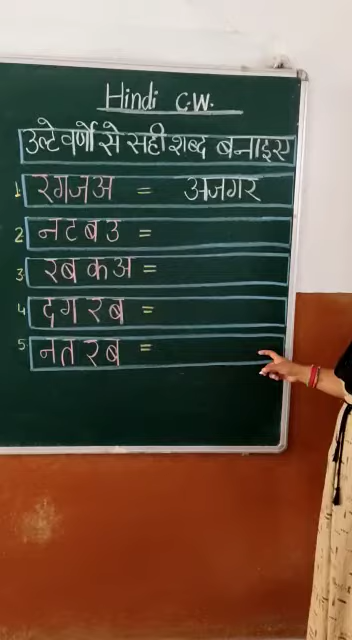 Hindi C.W.
उल्टे वर्णो से सही शब्द बनाइए
1 रगजअ = अजगर
2 नटबउ =
3 रबकअ =
4 दगरब =
5 नतरब =